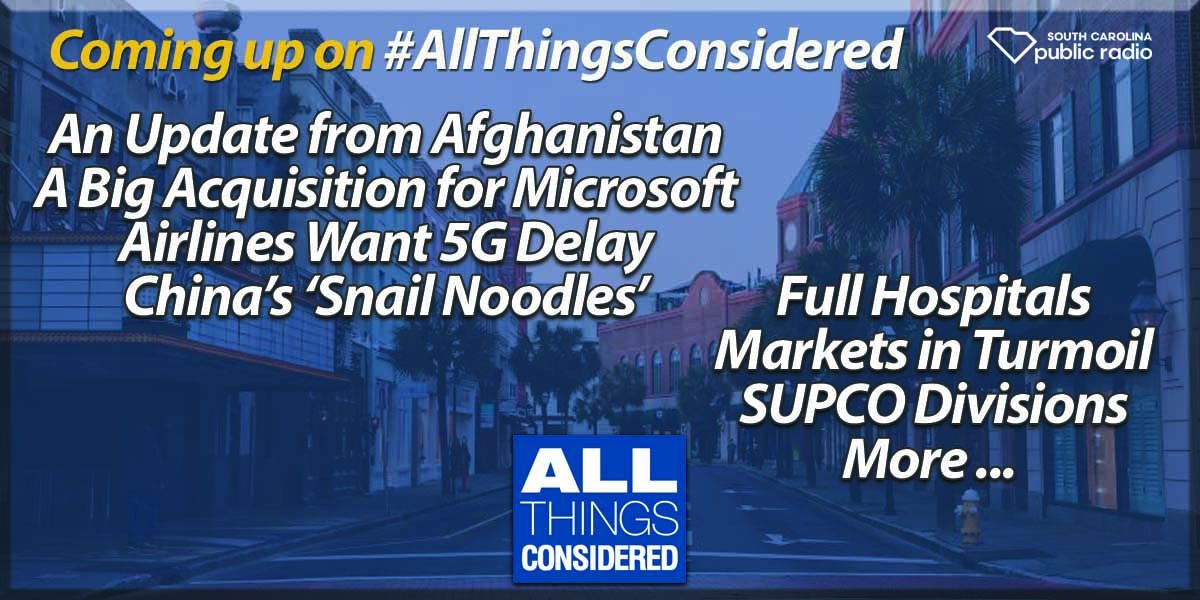 Coming up on #AllThingsConsidered
SOUTH CAROLINA
public radio
An Update from Afghanistan
A Big Acquisition for Microsoft
Airlines Want 5G Delay
China's ‘Snail Noodles’
Full Hospitals
Markets in Turmoil
SUPCO Divisions
More ...
ALL
THINGS
CONSIDERED